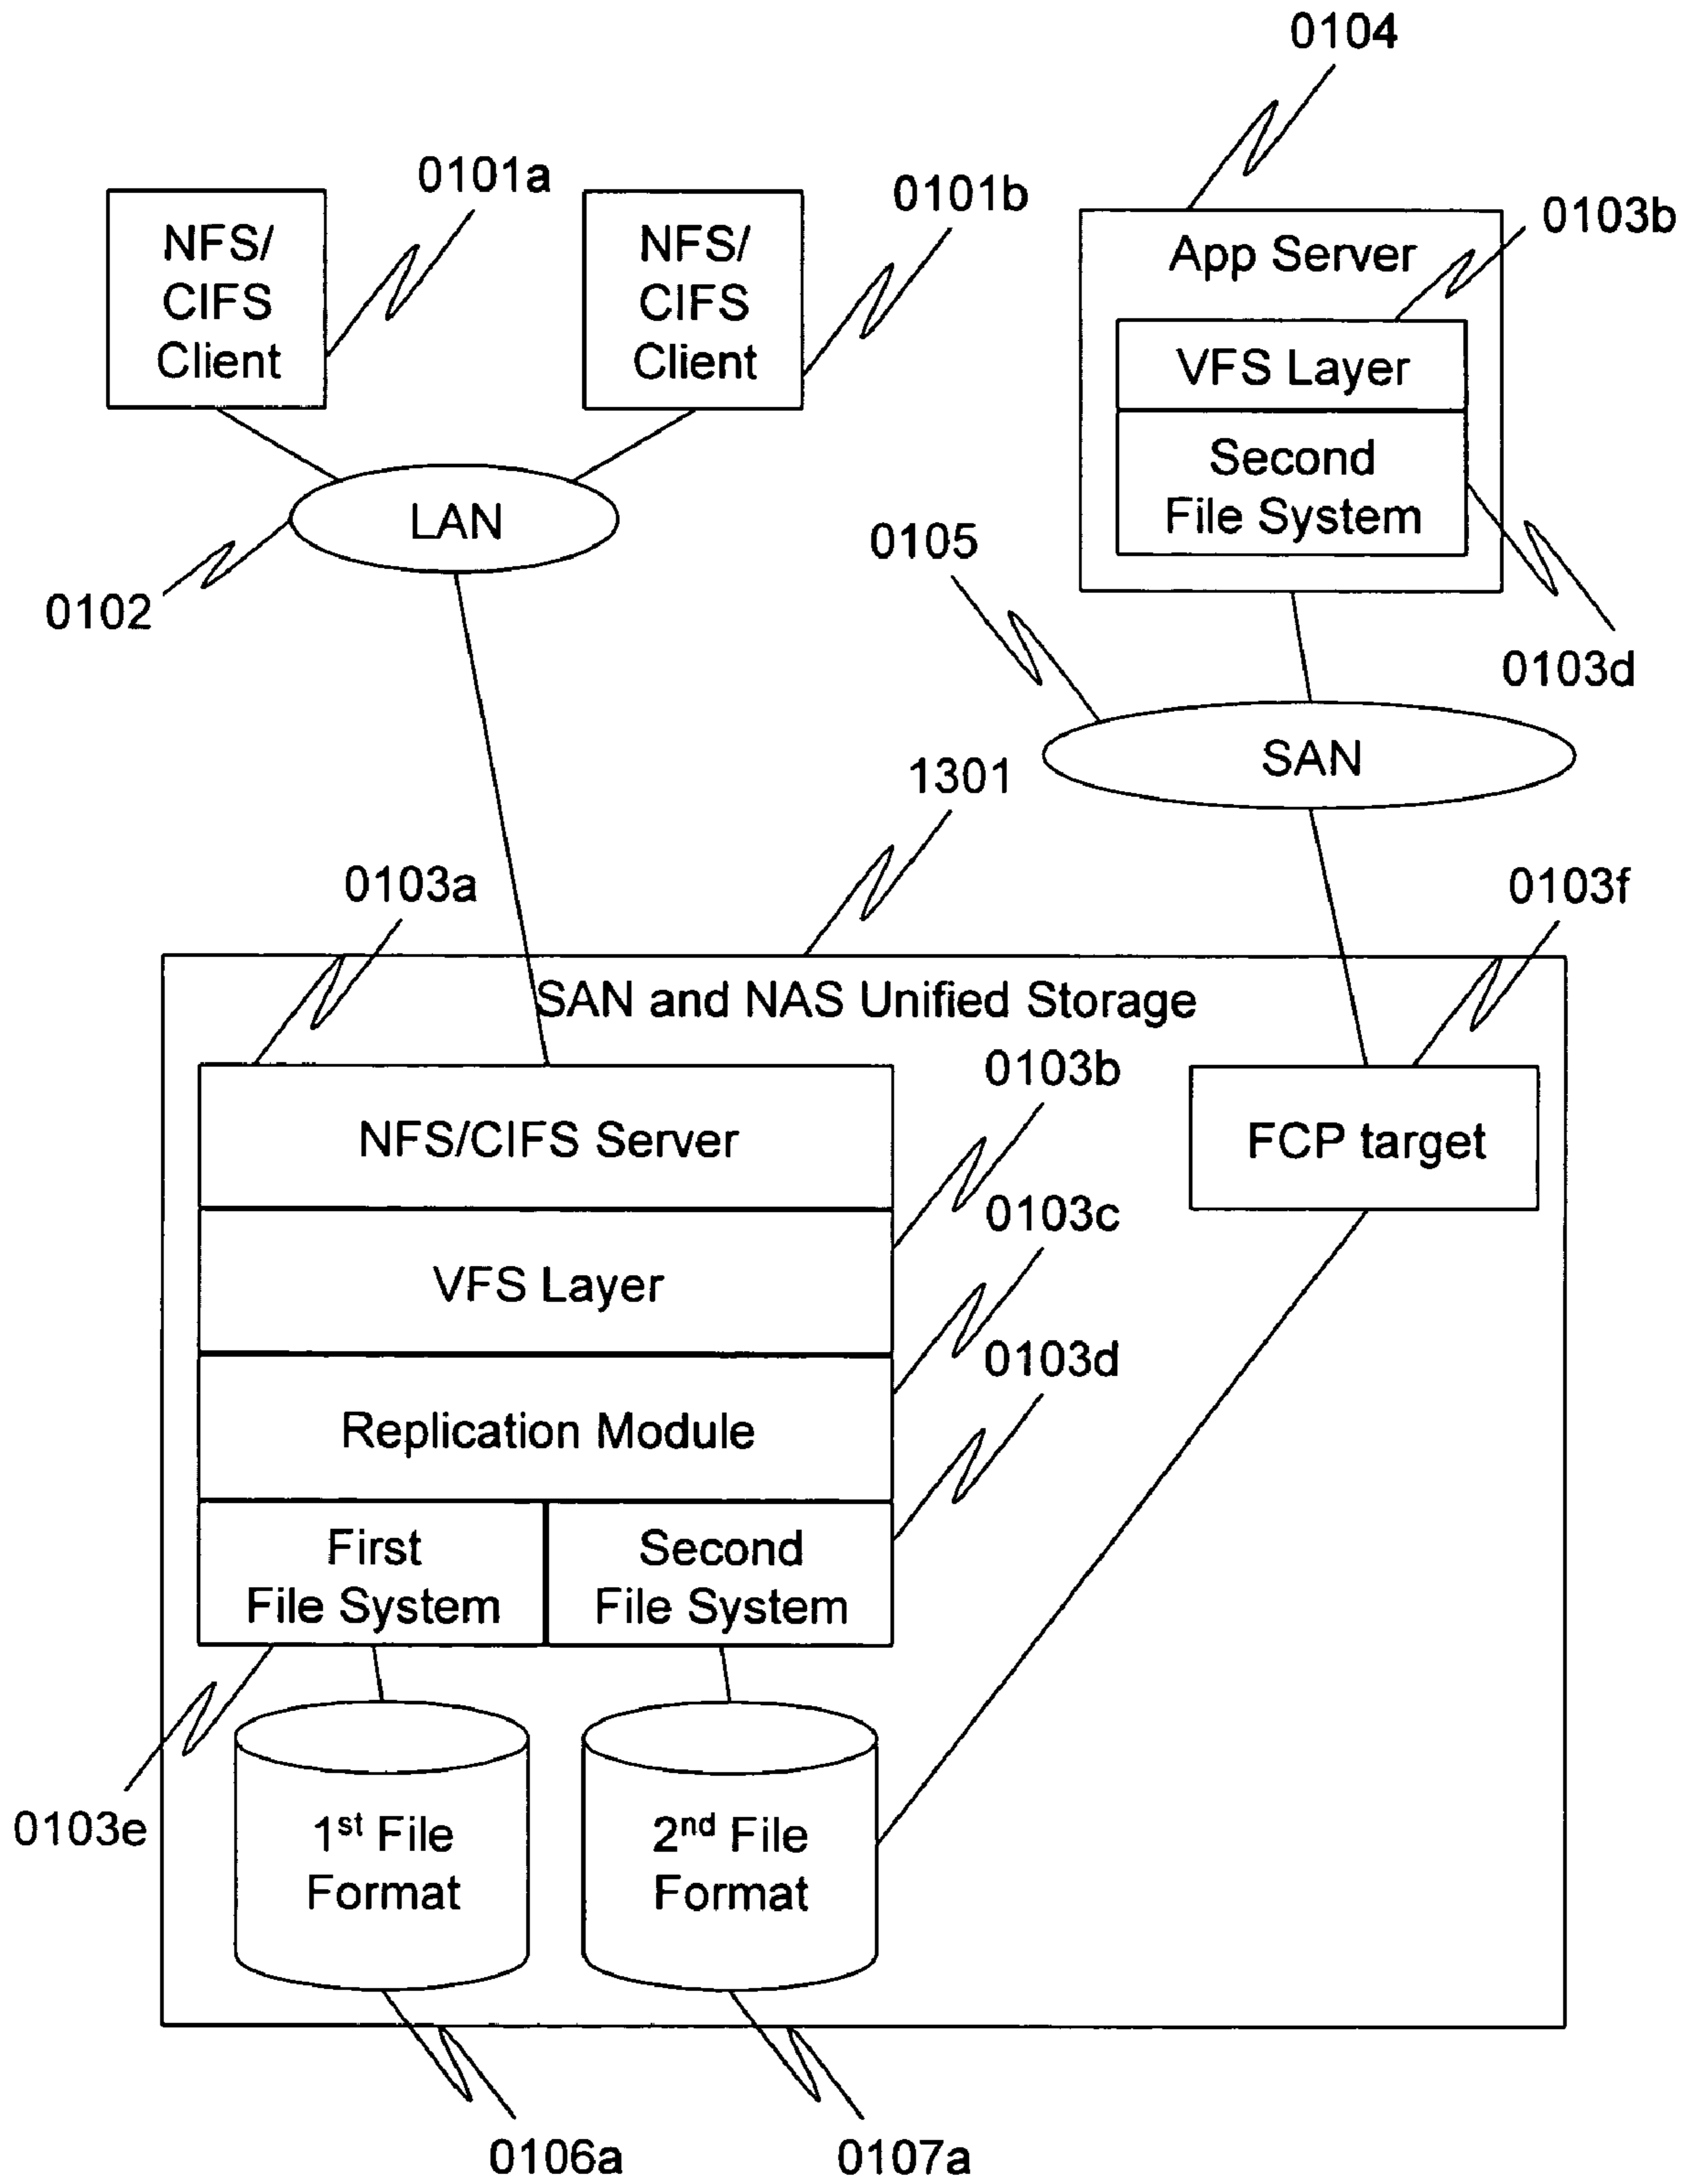 0104
0101a
0101b
0103b
NFS/
CIFS
Client
NFS/
CIFS
Client
App Server
VFS Layer
Second
File System
LAN
0105
0102
0103d
SAN
1301
0103a
0103f
SAN and NAS Unified Storage
0103b
NFS/CIFS Server
FCP target
0103c
VFS Layer
0103d
Replication Module
First
File System
Second
File System
0103e
1st File
Format
2nd File
Format
0106a
0107a